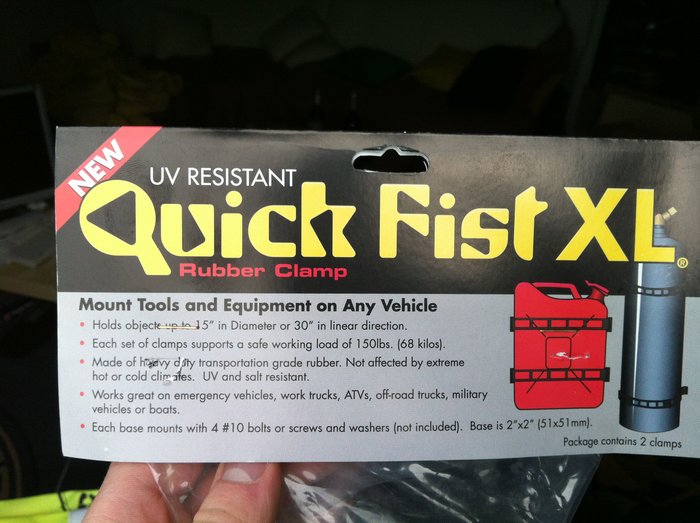 NEW
UV RESISTANT
Quick Fist XL®
Rubber Clamp
Mount Tools and Equipment on Any Vehicle
• Holds objects up to 15" in Diameter or 30" in linear direction.
• Each set of clamps supports a safe working load of 150lbs. (68 kilos).
• Made of heavy duty transportation grade rubber. Not affected by extreme
hot or cold climates. UV and salt resistant.
• Works great on emergency vehicles, work trucks, ATVs, off-road trucks, military
vehicles or boats.
• Each base mounts with 4 #10 bolts or screws and washers (not included). Base is 2"x2" (51x51mm).
Package contains 2 clamps